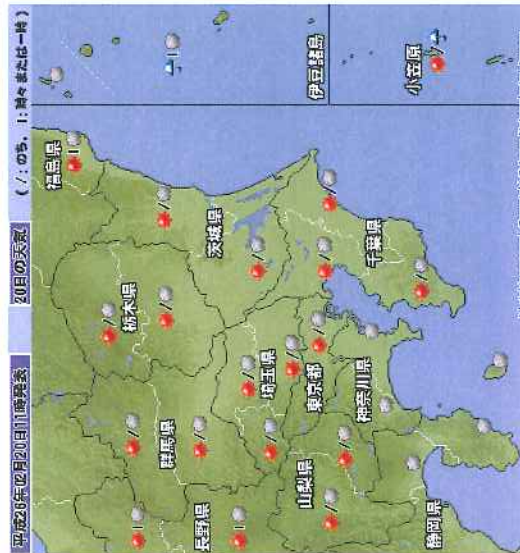 平成26年02月20日11時発表
20日の天気
( / : のち、 | : 時々または一時 )
福島県
栃木県
群馬県
茨城県
長野県
埼玉県
東京都
千葉県
山梨県
神奈川県
静岡県
伊豆諸島
小笠原